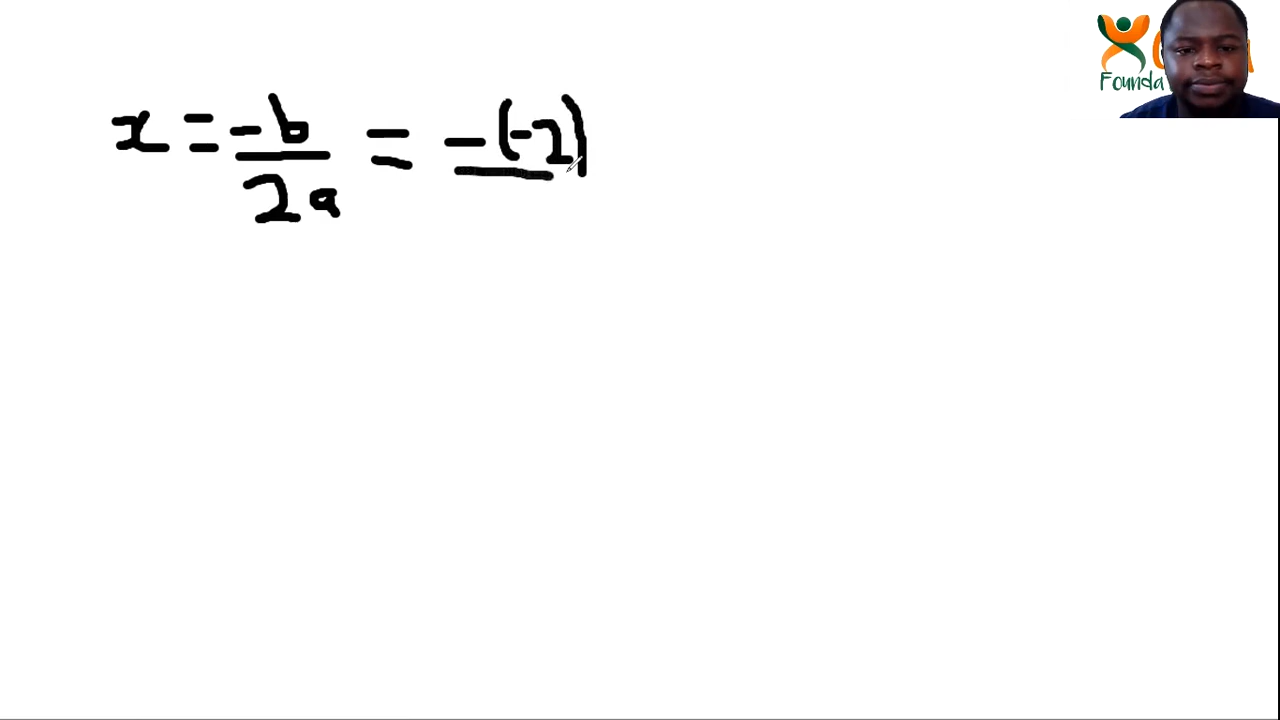 x = -b/2a = -(-2)
Founda